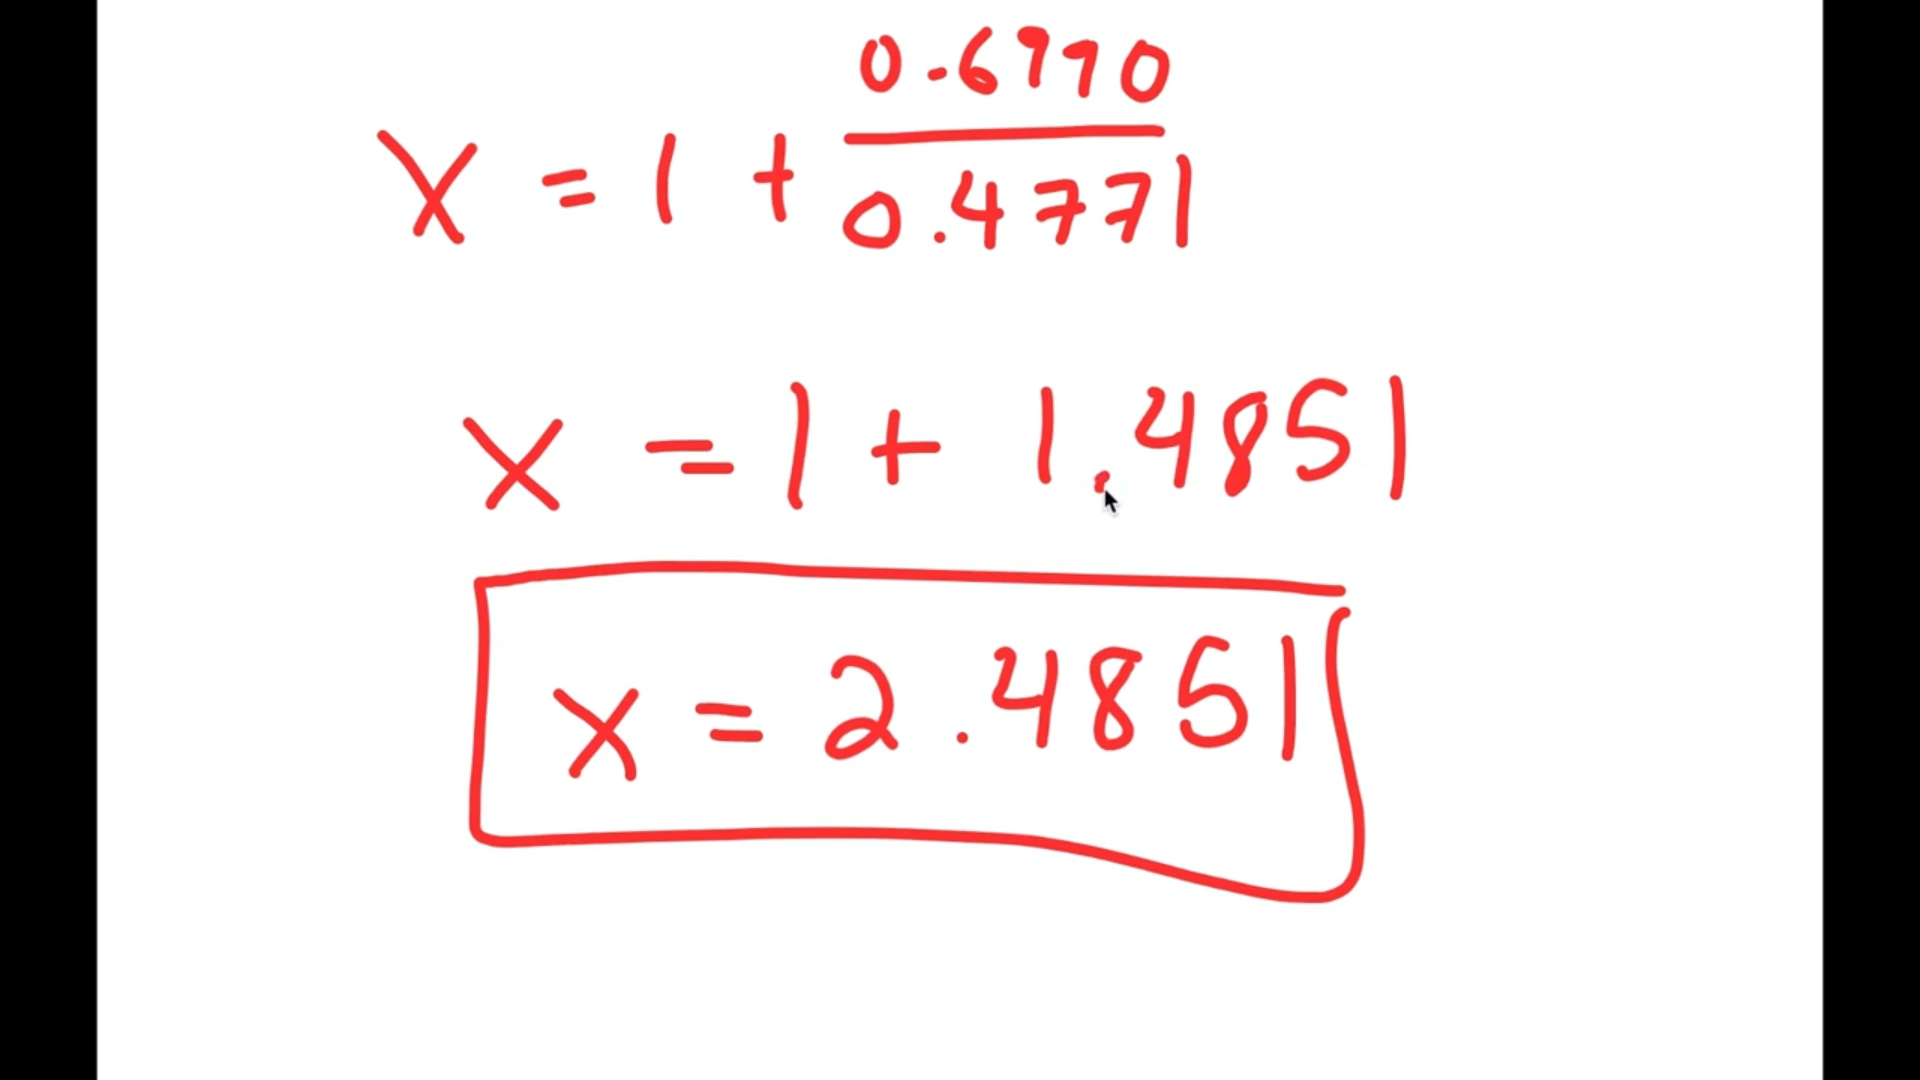 x = 1 + 0.6990/0.4771
x = 1 + 1.4851
x = 2.4851